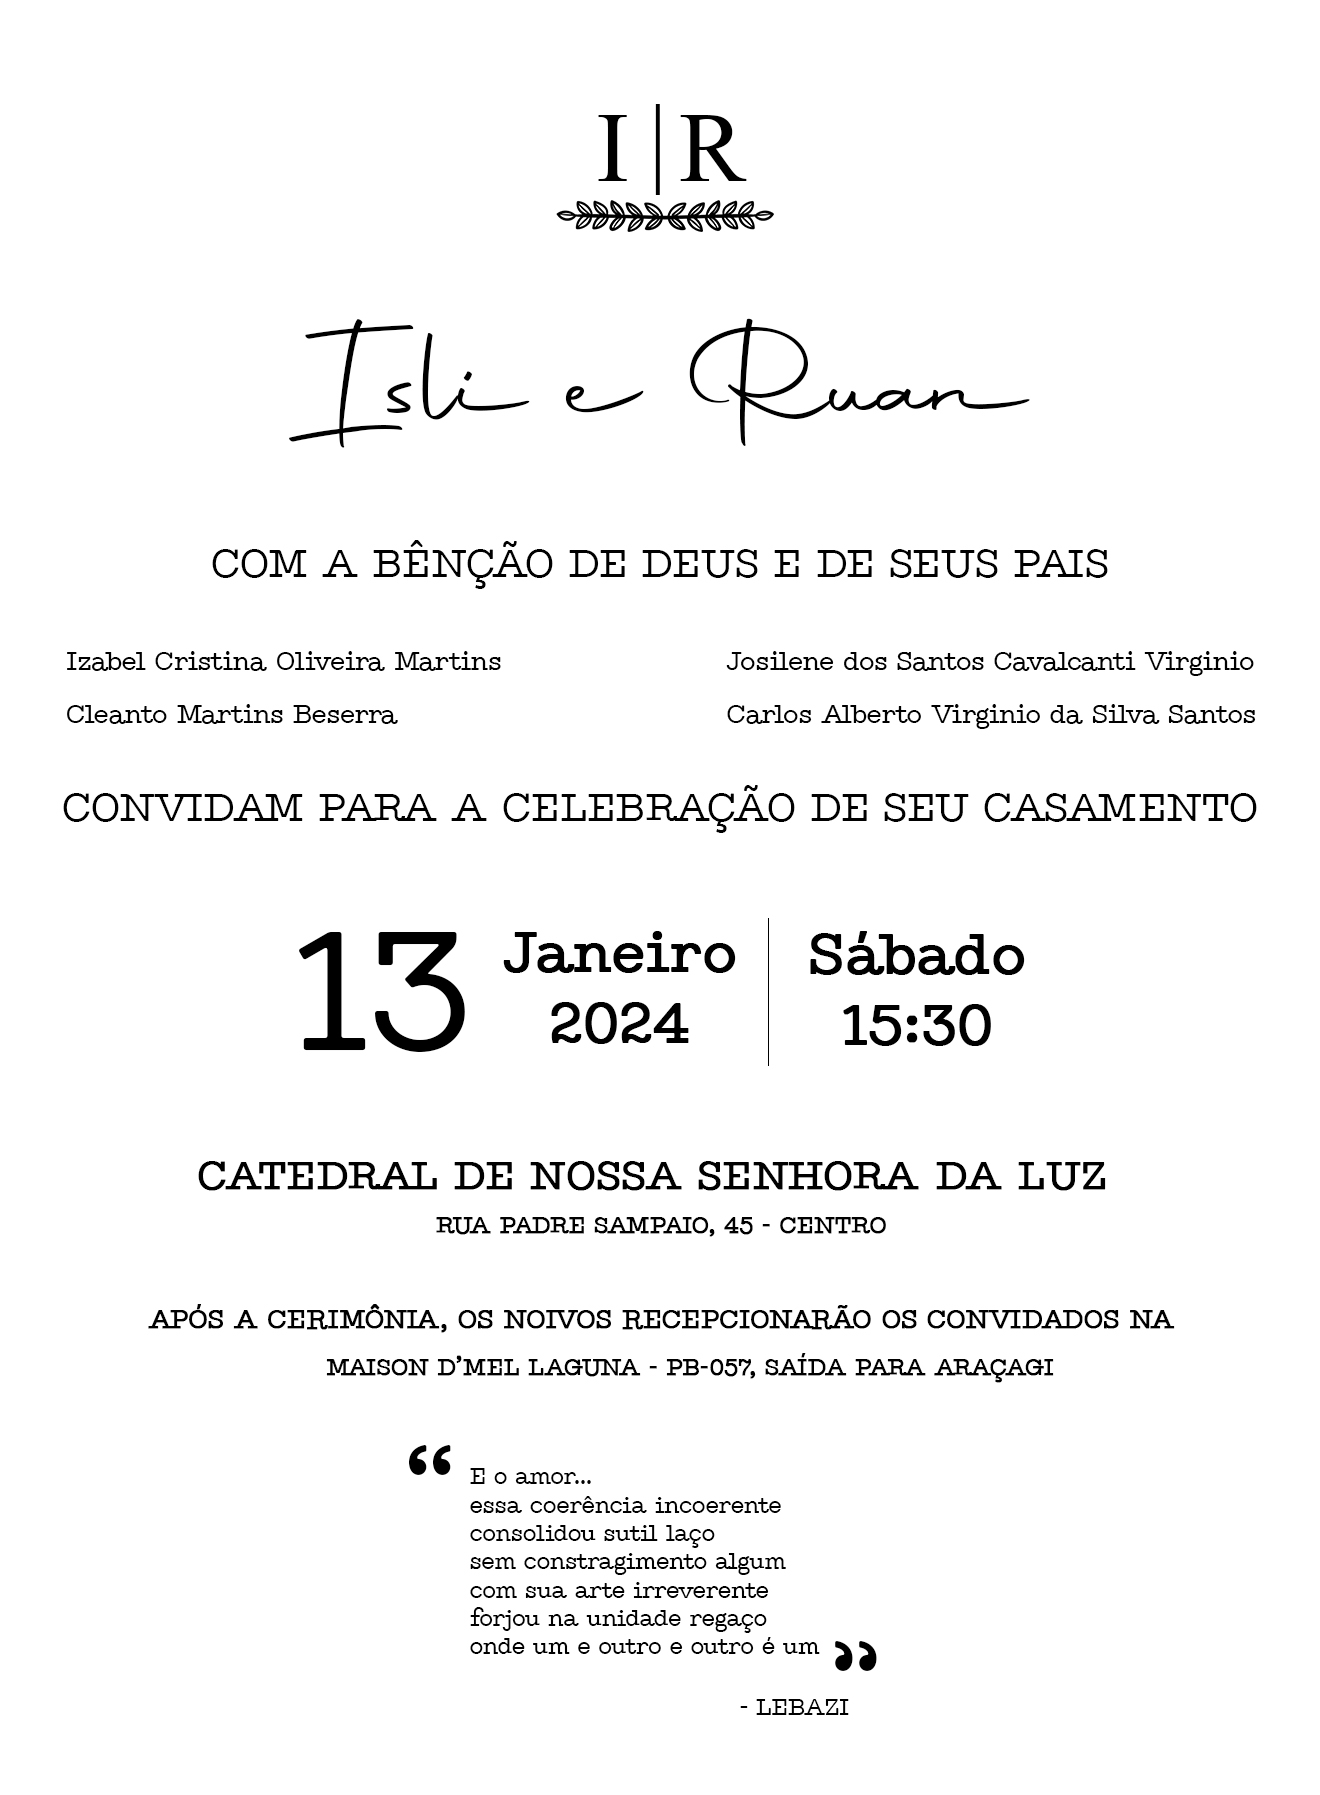 I | R
Isli e Ruan
COM A BÊNÇÃO DE DEUS E DE SEUS PAIS
Izabel Cristina Oliveira Martins
Cleanto Martins Beserra
Josilene dos Santos Cavalcanti Virginio
Carlos Alberto Virginio da Silva Santos
CONVIDAM PARA A CELEBRAÇÃO DE SEU CASAMENTO
13
Janeiro
2024
Sábado
15:30
CATEDRAL DE NOSSA SENHORA DA LUZ
RUA PADRE SAMPAIO, 45 - CENTRO
APÓS A CERIMÔNIA, OS NOIVOS RECEPCIONARÃO OS CONVIDADOS NA
MAISON D’MEL LAGUNA - PB-057, SAÍDA PARA ARAÇAGI
“ E o amor...
essa coerência incoerente
consolidou sutil laço
sem constragimento algum
com sua arte irreverente
forjou na unidade regaço
onde um e outro e outro é um ”
- LEBAZI